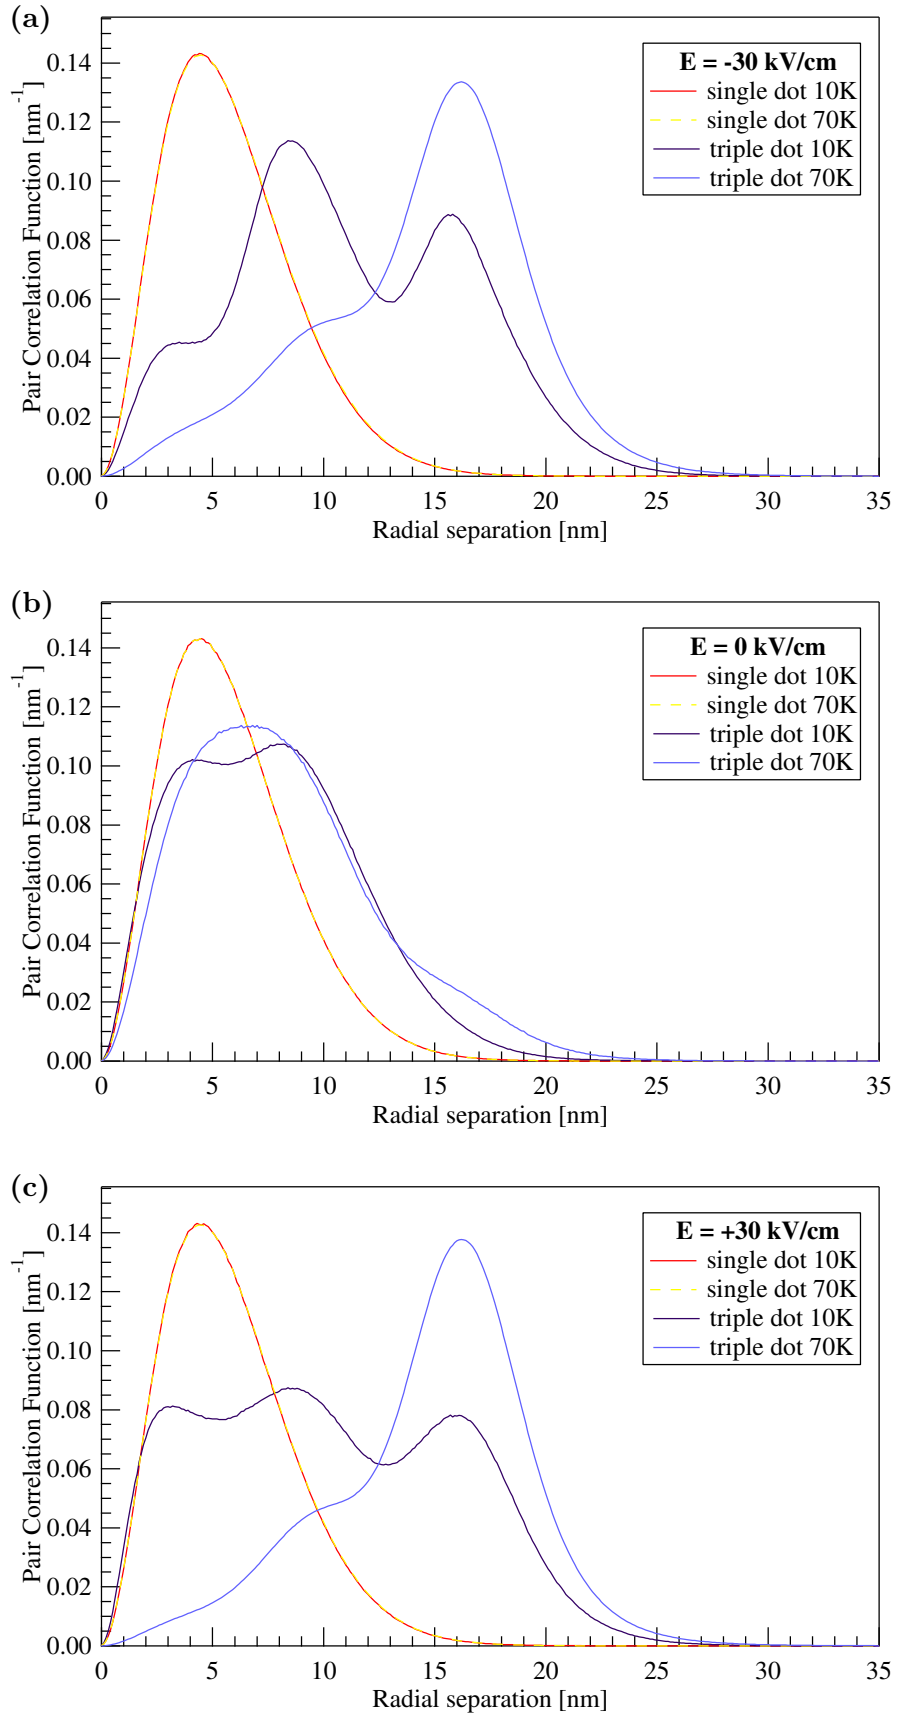 (a)
Pair Correlation Function [nm⁻¹]
0.14
0.12
0.10
0.08
0.06
0.04
0.02
0.00
E = -30 kV/cm
single dot 10K
single dot 70K
triple dot 10K
triple dot 70K
0 5 10 15 20 25 30 35
Radial separation [nm]
(b)
Pair Correlation Function [nm⁻¹]
0.14
0.12
0.10
0.08
0.06
0.04
0.02
0.00
E = 0 kV/cm
single dot 10K
single dot 70K
triple dot 10K
triple dot 70K
0 5 10 15 20 25 30 35
Radial separation [nm]
(c)
Pair Correlation Function [nm⁻¹]
0.14
0.12
0.10
0.08
0.06
0.04
0.02
0.00
E = +30 kV/cm
single dot 10K
single dot 70K
triple dot 10K
triple dot 70K
0 5 10 15 20 25 30 35
Radial separation [nm]